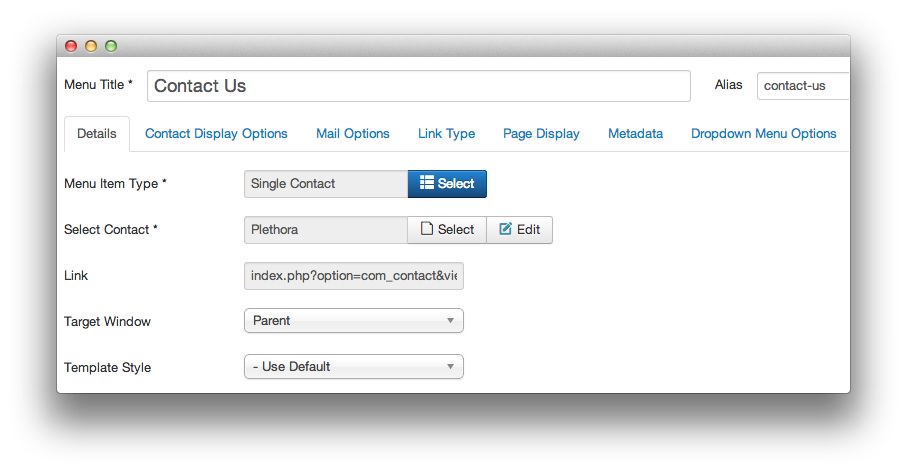 Menu Title * Contact Us Alias contact-us
Details Contact Display Options Mail Options Link Type Page Display Metadata Dropdown Menu Options
Menu Item Type * Single Contact Select
Select Contact * Plethora Select Edit
Link index.php?option=com_contact&vie
Target Window Parent
Template Style - Use Default